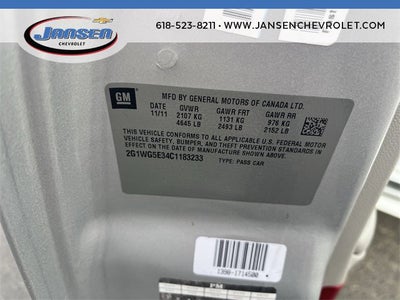 JANSEN
CHEVROLET
618-523-8211 • WWW.JANSENCHEVROLET.COM
GM
MFD BY GENERAL MOTORS OF CANADA LTD.
DATE GVWR GAWR FRT GAWR RR
11/11 2107 KG 1131 KG 976 KG
4645 LB 2493 LB 2152 LB
THIS VEHICLE CONFORMS TO ALL APPLICABLE U.S. FEDERAL MOTOR
VEHICLE SAFETY, BUMPER, AND THEFT PREVENTION STANDARDS IN
EFFECT ON THE DATE OF MANUFACTURE SHOWN ABOVE.
2G1WG5E34C1183233 TYPE: PASS CAR
1390-1714500
PM